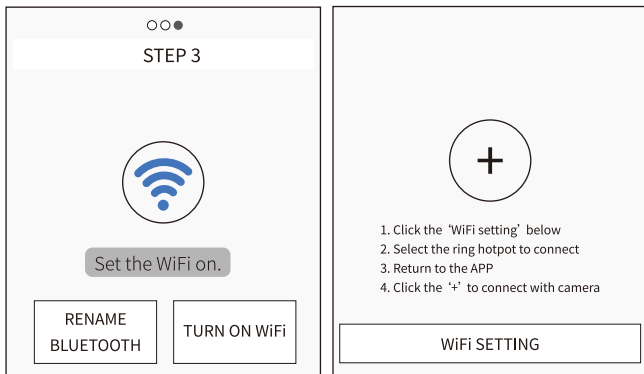 STEP 3
Set the WiFi on.
RENAME
BLUETOOTH
TURN ON WiFi
+
1. Click the ‘WiFi setting’ below
2. Select the ring hotpot to connect
3. Return to the APP
4. Click the ‘+’ to connect with camera
WiFi SETTING